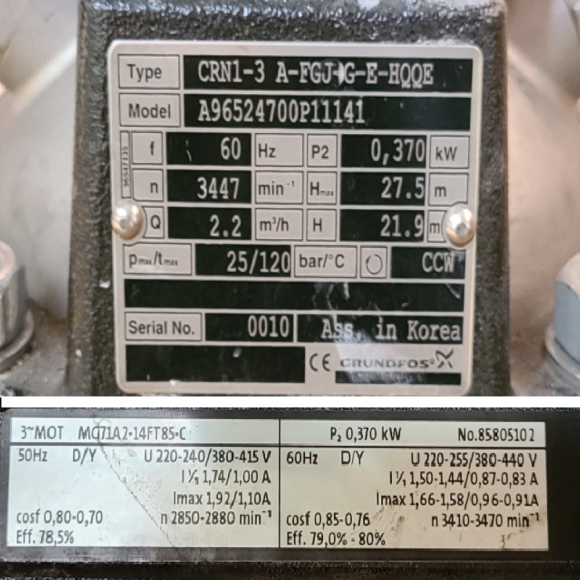 Type CRN1-3 A-FGJ-G-E-HQQE
Model A96524700P11141
f 60 Hz P2 0,370 kW
n 3447 min⁻¹ Hmax 27.5 m
Q 2.2 m³/h H 21.9 m
pmax/tmax 25/120 bar/°C CCW
Serial No. 0010 Ass. in Korea
CE GRUNDFOS
3~MOT MG71A2-14FT85-C P₂ 0,370 kW No.85805102
50Hz D/Y U 220-240/380-415 V 60Hz D/Y U 220-255/380-440 V
I 1/1 1,74/1,00 A I 1/1 1,50-1,44/0,87-0,83 A
Imax 1,92/1,10A Imax 1,66-1,58/0,96-0,91A
cosf 0,80-0,70 n 2850-2880 min⁻¹ cosf 0,85-0,76 n 3410-3470 min⁻¹
Eff. 78,5% Eff. 79,0% - 80%